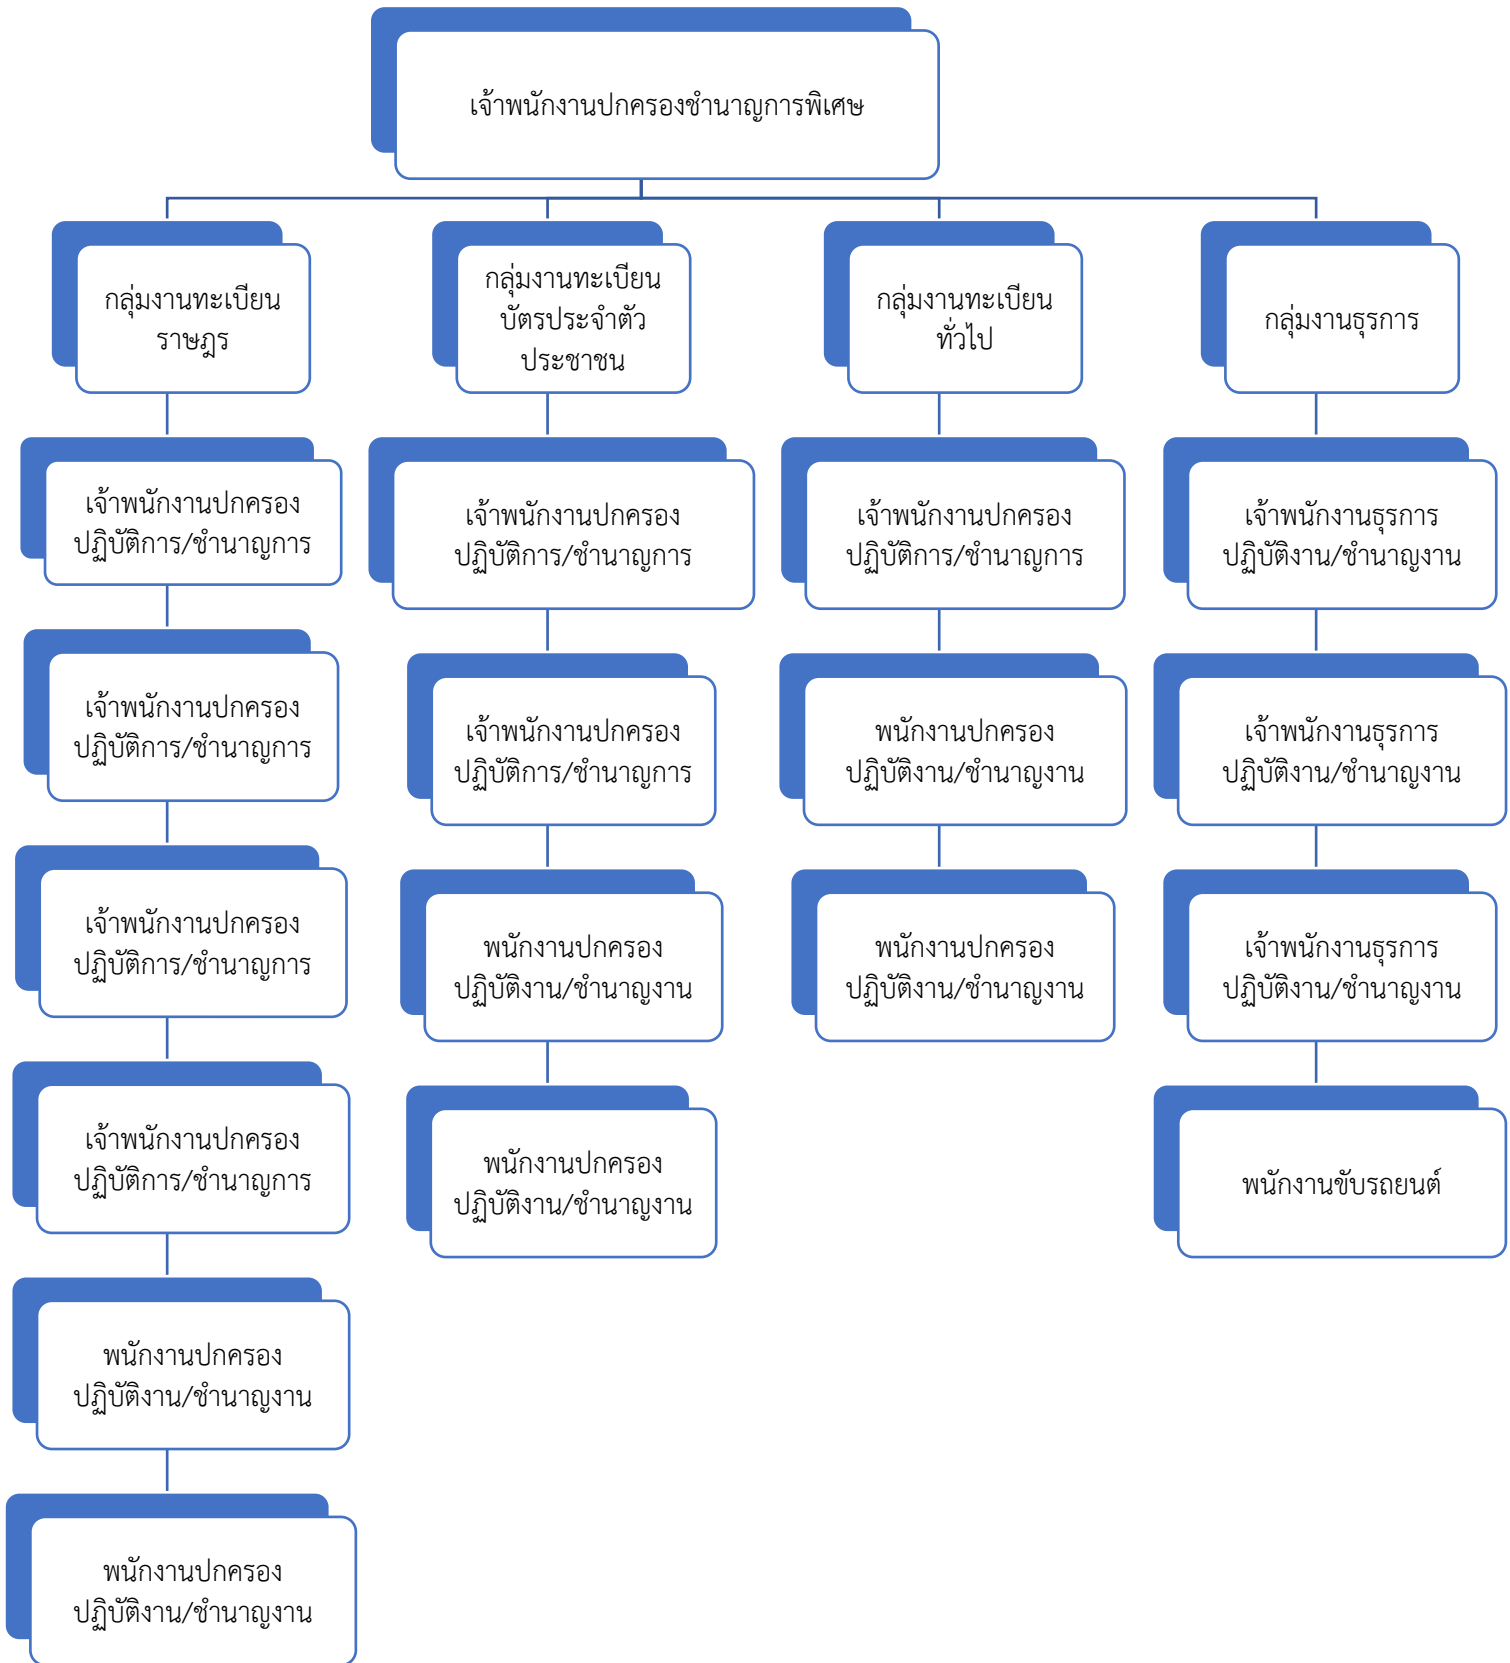 เจ้าพนักงานปกครองชำนาญการพิเศษ
กลุ่มงานทะเบียน
ราษฎร
เจ้าพนักงานปกครอง
ปฏิบัติการ/ชำนาญการ
เจ้าพนักงานปกครอง
ปฏิบัติการ/ชำนาญการ
เจ้าพนักงานปกครอง
ปฏิบัติการ/ชำนาญการ
เจ้าพนักงานปกครอง
ปฏิบัติการ/ชำนาญการ
พนักงานปกครอง
ปฏิบัติงาน/ชำนาญงาน
พนักงานปกครอง
ปฏิบัติงาน/ชำนาญงาน
กลุ่มงานทะเบียน
บัตรประจำตัว
ประชาชน
เจ้าพนักงานปกครอง
ปฏิบัติการ/ชำนาญการ
เจ้าพนักงานปกครอง
ปฏิบัติการ/ชำนาญการ
พนักงานปกครอง
ปฏิบัติงาน/ชำนาญงาน
พนักงานปกครอง
ปฏิบัติงาน/ชำนาญงาน
กลุ่มงานทะเบียน
ทั่วไป
เจ้าพนักงานปกครอง
ปฏิบัติการ/ชำนาญการ
พนักงานปกครอง
ปฏิบัติงาน/ชำนาญงาน
พนักงานปกครอง
ปฏิบัติงาน/ชำนาญงาน
กลุ่มงานธุรการ
เจ้าพนักงานธุรการ
ปฏิบัติงาน/ชำนาญงาน
เจ้าพนักงานธุรการ
ปฏิบัติงาน/ชำนาญงาน
เจ้าพนักงานธุรการ
ปฏิบัติงาน/ชำนาญงาน
พนักงานขับรถยนต์